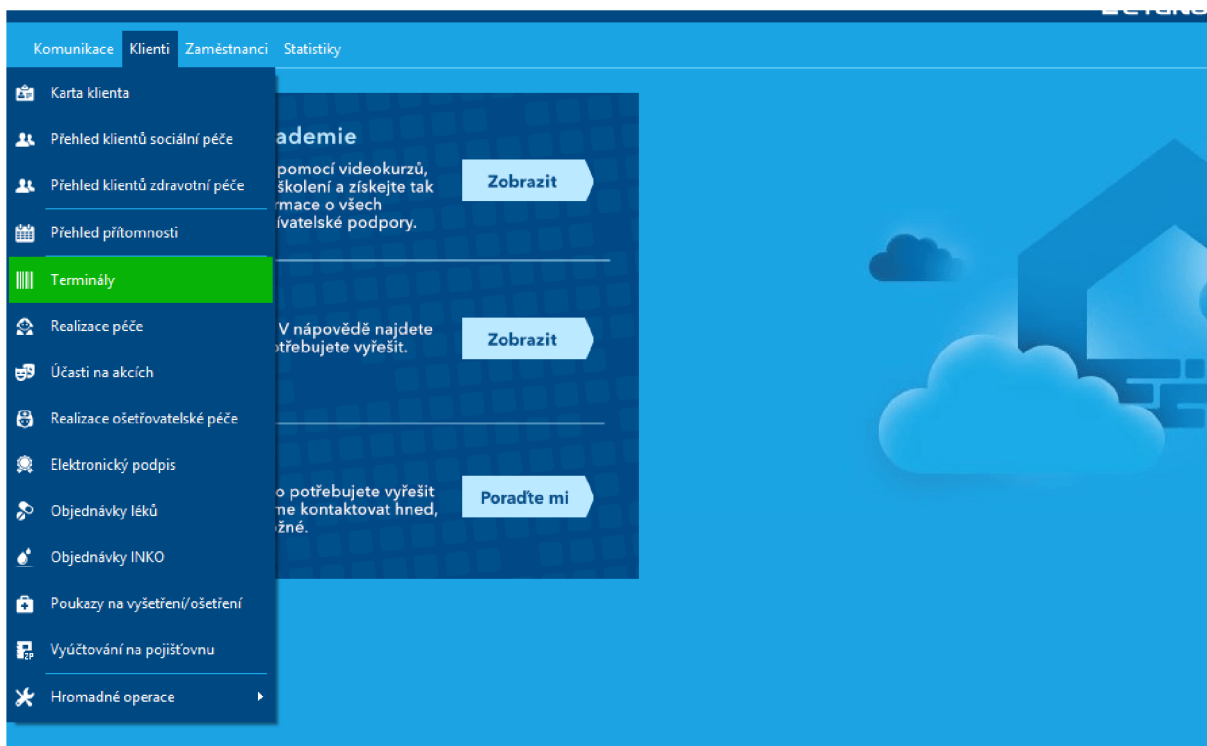 Komunikace Klienti Zaměstnanci Statistiky
Karta klienta
Přehled klientů sociální péče
Přehled klientů zdravotní péče
Přehled přítomnosti
Terminály
Realizace péče
Účasti na akcích
Realizace ošetřovatelské péče
Elektronický podpis
Objednávky léků
Objednávky INKO
Poukazy na vyšetření/ošetření
Vyúčtování na pojišťovnu
ZP
Hromadné operace
ademie
pomocí videokurzů,
školení a získejte tak
rmace o všech
ívatelské podpory.
Zobrazit
V nápovědě najdete
otřebujete vyřešit.
Zobrazit
o potřebujete vyřešit
me kontaktovat hned,
žné.
Poraďte mi